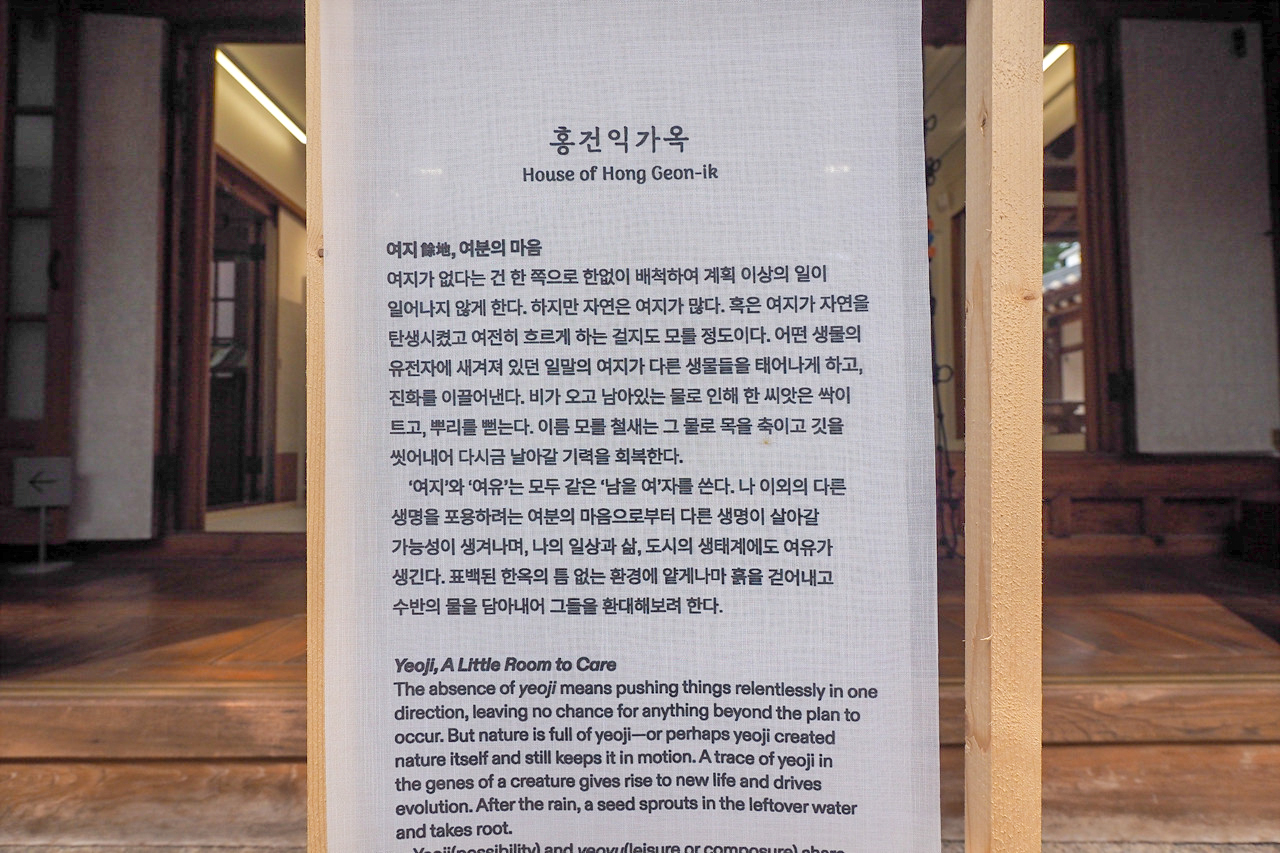 홍건익가옥
House of Hong Geon-ik
여지 餘地, 여분의 마음
여지가 없다는 건 한 쪽으로 한없이 배척하여 계획 이상의 일이
일어나지 않게 한다. 하지만 자연은 여지가 많다. 혹은 여지가 자연을
탄생시켰고 여전히 흐르게 하는 걸지도 모를 정도이다. 어떤 생물의
유전자에 새겨져 있던 일말의 여지가 다른 생물들을 태어나게 하고,
진화를 이끌어낸다. 비가 오고 남아있는 물로 인해 한 씨앗은 싹이
트고, 뿌리를 뻗는다. 이름 모를 철새는 그 물로 목을 축이고 깃을
씻어내어 다시금 날아갈 기력을 회복한다.
‘여지’와 ‘여유’는 모두 같은 ‘남을 여’자를 쓴다. 나 이외의 다른
생명을 포용하려는 여분의 마음으로부터 다른 생명이 살아갈
가능성이 생겨나며, 나의 일상과 삶, 도시의 생태계에도 여유가
생긴다. 표백된 한옥의 틈 없는 환경에 얕게나마 흙을 걷어내고
수반의 물을 담아내어 그들을 환대해보려 한다.
Yeoji, A Little Room to Care
The absence of yeoji means pushing things relentlessly in one
direction, leaving no chance for anything beyond the plan to
occur. But nature is full of yeoji—or perhaps yeoji created
nature itself and still keeps it in motion. A trace of yeoji in
the genes of a creature gives rise to new life and drives
evolution. After the rain, a seed sprouts in the leftover water
and takes root.
Yeoji(possibility) and yeoyu(leisure or composure) share